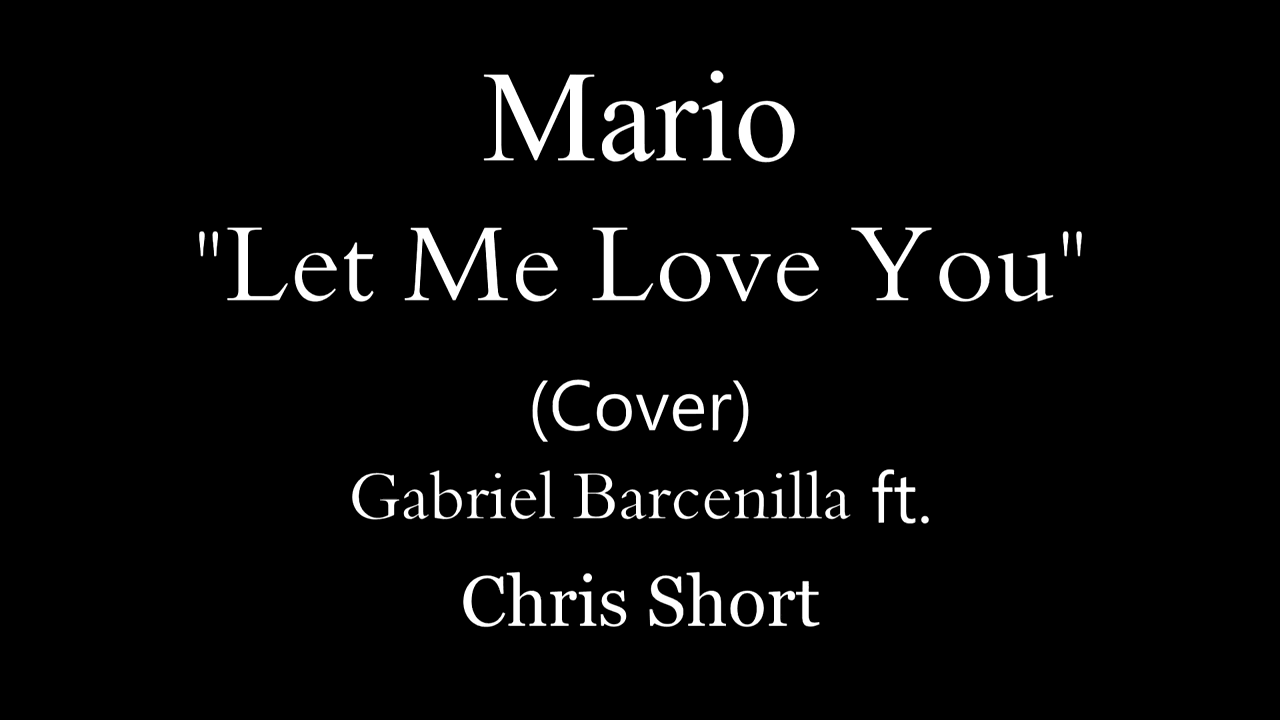 Mario
"Let Me Love You"
(Cover)
Gabriel Barcenilla ft.
Chris Short